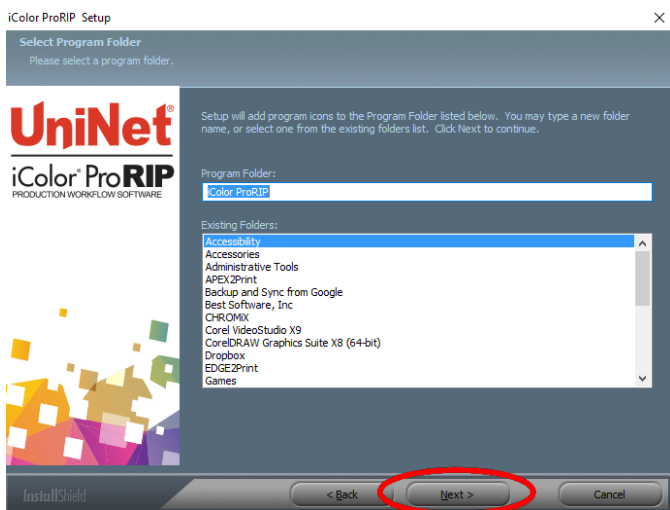 iColor ProRIP Setup
Select Program Folder
Please select a program folder.
UniNet®
iColor® ProRIP
PRODUCTION WORKFLOW SOFTWARE
Setup will add program icons to the Program Folder listed below. You may type a new folder
name, or select one from the existing folders list. Click Next to continue.
Program Folder:
iColor ProRIP
Existing Folders:
Accessibility
Accessories
Administrative Tools
APEX2Print
Backup and Sync from Google
Best Software, Inc
CHROMiX
Corel VideoStudio X9
CorelDRAW Graphics Suite X8 (64-bit)
Dropbox
EDGE2Print
Games
InstallShield
< Back
Next >
Cancel